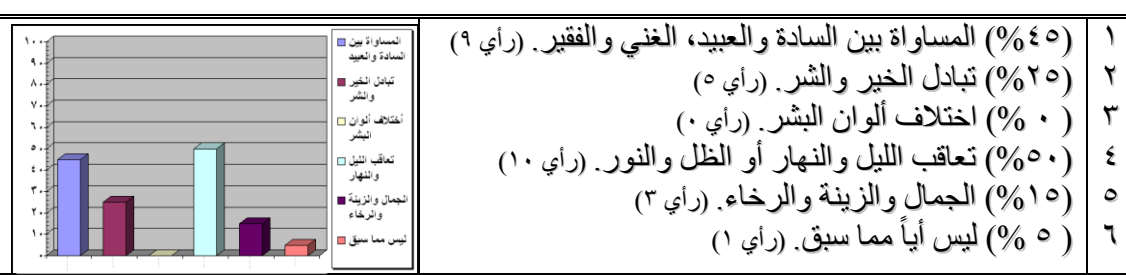 ١ (٤٥%) المساواة بين السادة والعبيد، الغني والفقير. (رأي ٩)
٢ (٢٥%) تبادل الخير والشر. (رأي ٥)
٣ ( ٠ %) اختلاف ألوان البشر. (رأي ٠)
٤ (٥٠%) تعاقب الليل والنهار أو الظل والنور. (رأي ١٠)
٥ (١٥%) الجمال والزينة والرخاء. (رأي ٣)
٦ ( ٥ %) ليس أياً مما سبق. (رأي ١)
المساواة بين
السادة والعبيد
تبادل الخير
والشر
أختلاف ألوان
البشر
تعاقب الليل
والنهار
الجمال والزينة
والرخاء
ليس مما سبق
١٠٠
٩٠
٨٠
٧٠
٦٠
٥٠
٤٠
٣٠
٢٠
١٠
٠